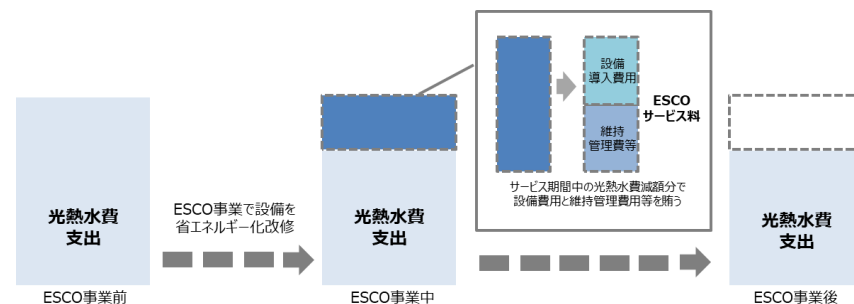 光熱水費
支出
ESCO事業前
ESCO事業で設備を
省エネルギー化改修
光熱水費
支出
ESCO事業中
設備
導入費用
維持
管理費等
ESCO
サービス料
サービス期間中の光熱水費減額分で
設備費用と維持管理費用等を賄う
光熱水費
支出
ESCO事業後